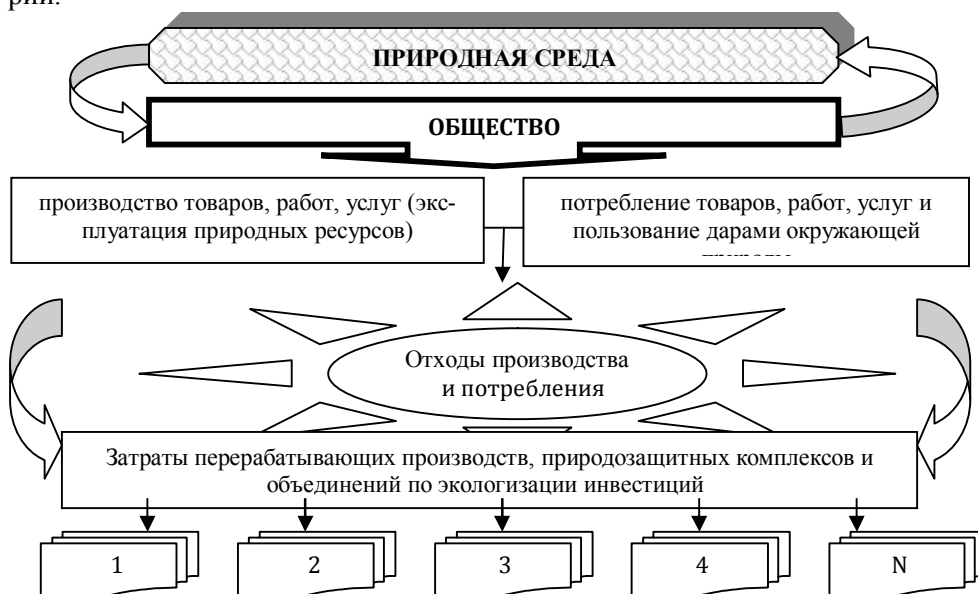 рии.
ПРИРОДНАЯ СРЕДА
ОБЩЕСТВО
производство товаров, работ, услуг (экс-
плуатация природных ресурсов)
потребление товаров, работ, услуг и
пользование дарами окружающей
Отходы производства
и потребления
Затраты перерабатывающих производств, природозащитных комплексов и
объединений по экологизации инвестиций
1 2 3 4 N